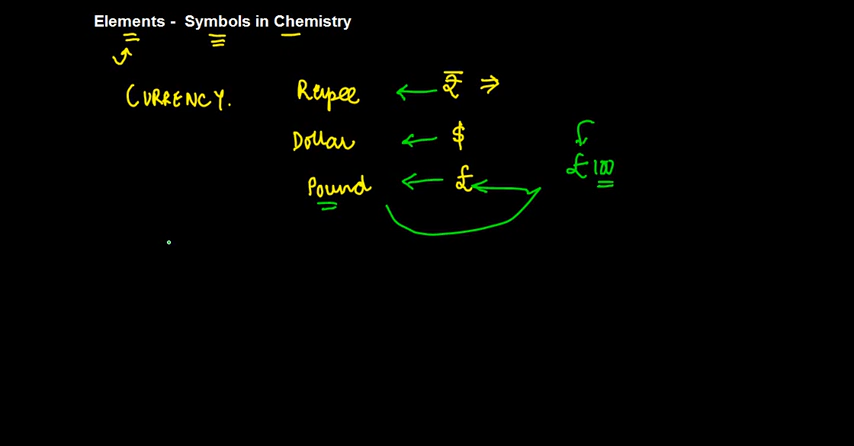 Elements - Symbols in Chemistry
CURRENCY. Rupee ← ₹ ⇒
Dollar ← $
Pound ← £
£ 100